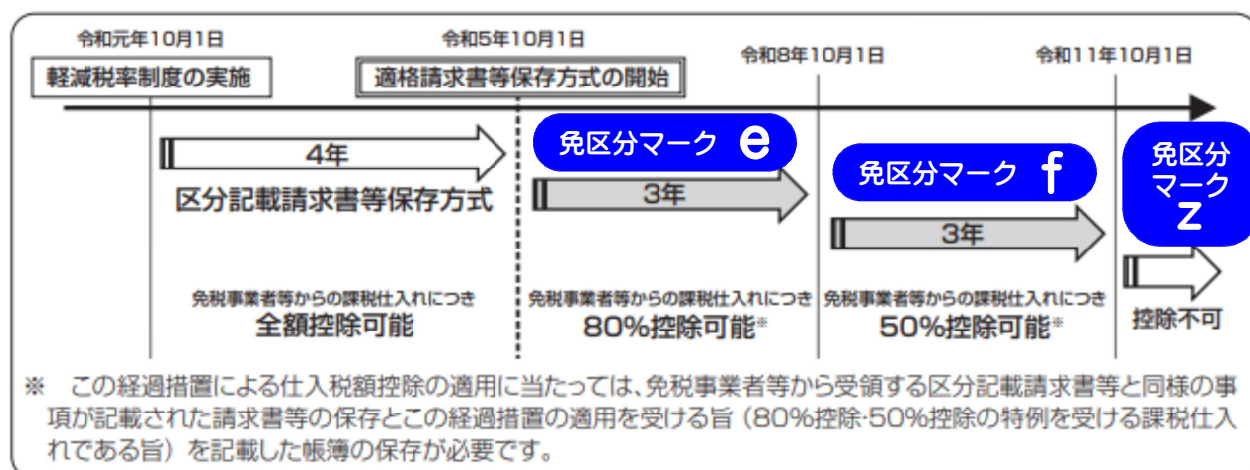 令和元年10月1日
令和5年10月1日
令和8年10月1日
令和11年10月1日
軽減税率制度の実施
適格請求書等保存方式の開始
4年
区分記載請求書等保存方式
免税事業者等からの課税仕入れにつき
全額控除可能
免区分マーク e
3年
免税事業者等からの課税仕入れにつき
80%控除可能※
免区分マーク f
3年
免税事業者等からの課税仕入れにつき
50%控除可能※
免区分
マーク
z
控除不可
※ この経過措置による仕入税額控除の適用に当たっては、免税事業者等から受領する区分記載請求書等と同様の事
項が記載された請求書等の保存とこの経過措置の適用を受ける旨（80%控除・50%控除の特例を受ける課税仕入
れである旨）を記載した帳簿の保存が必要です。